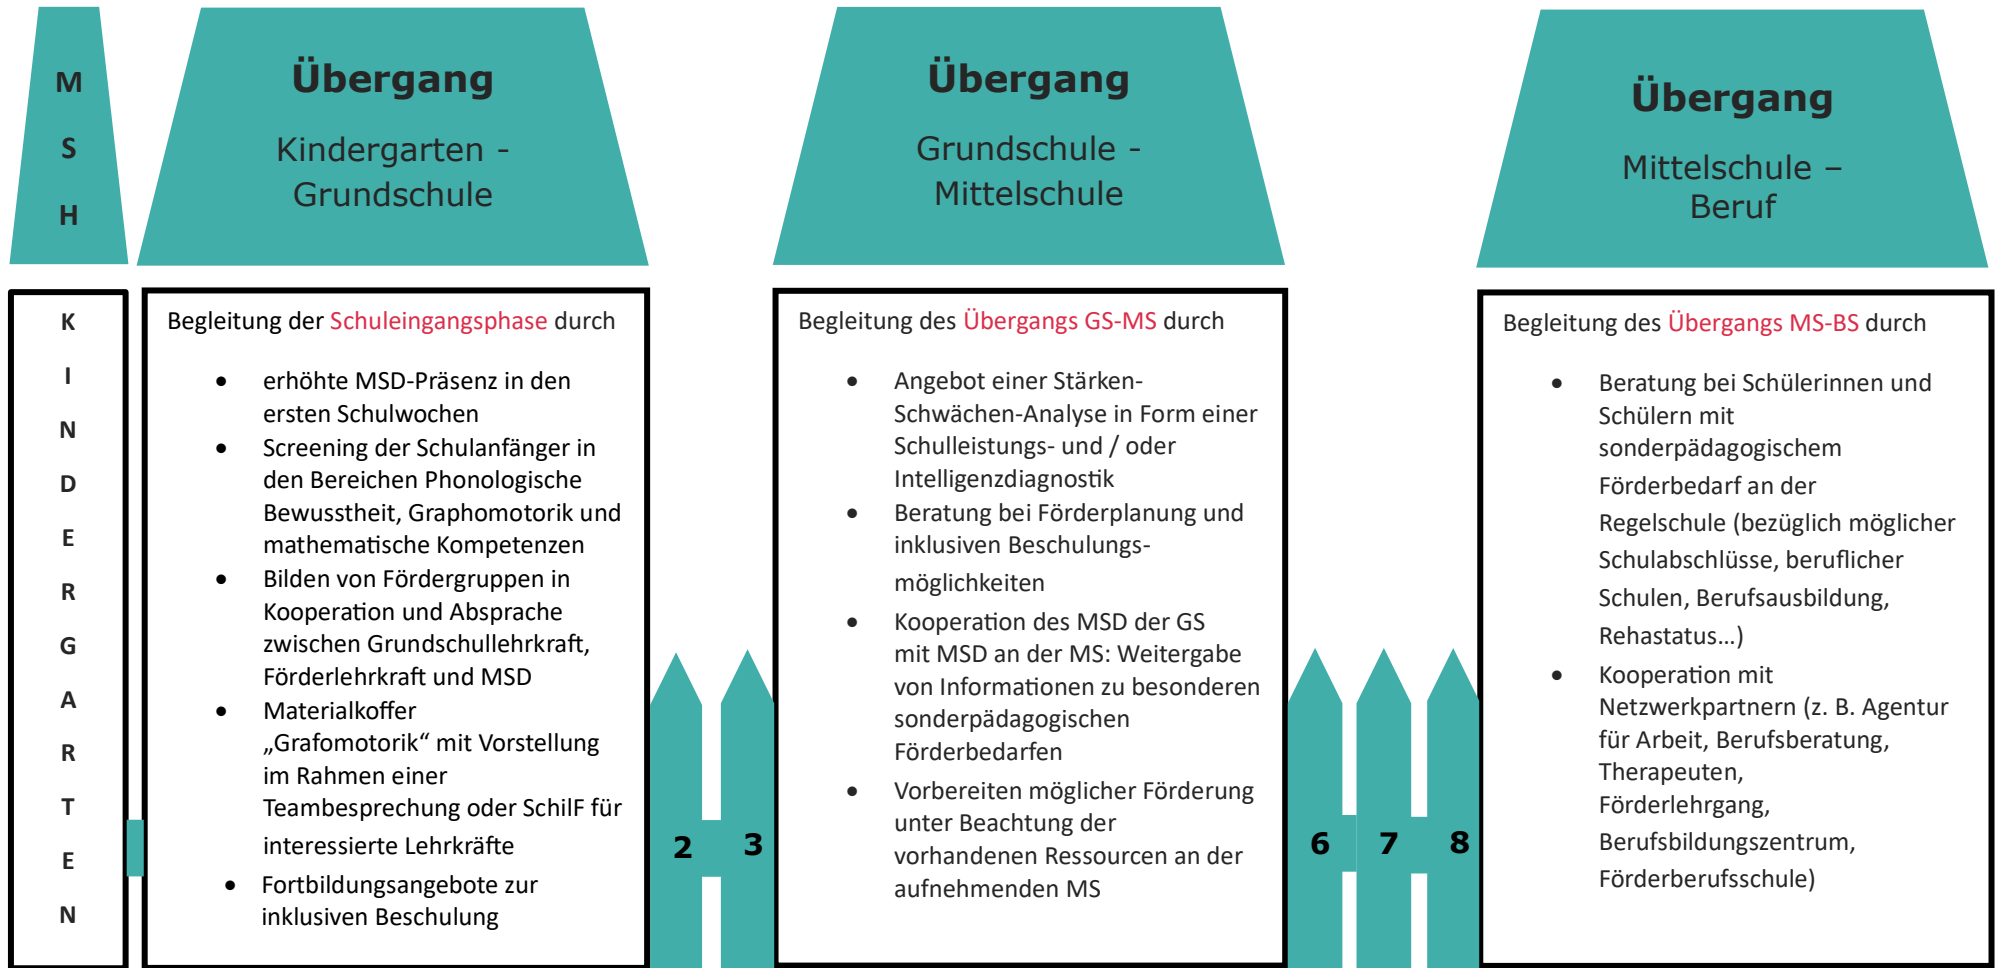 M
S
H
K
I
N
D
E
R
G
A
R
T
E
N
Übergang
Kindergarten -
Grundschule
Begleitung der Schuleingangsphase durch
• erhöhte MSD-Präsenz in den
ersten Schulwochen
• Screening der Schulanfänger in
den Bereichen Phonologische
Bewusstheit, Graphomotorik und
mathematische Kompetenzen
• Bilden von Fördergruppen in
Kooperation und Absprache
zwischen Grundschullehrkraft,
Förderlehrkraft und MSD
• Materialkoffer
„Grafomotorik“ mit Vorstellung
im Rahmen einer
Teambesprechung oder SchilF für
interessierte Lehrkräfte
• Fortbildungsangebote zur
inklusiven Beschulung
2
3
Übergang
Grundschule -
Mittelschule
Begleitung des Übergangs GS-MS durch
• Angebot einer Stärken-
Schwächen-Analyse in Form einer
Schulleistungs- und / oder
Intelligenzdiagnostik
• Beratung bei Förderplanung und
inklusiven Beschulungs-
möglichkeiten
• Kooperation des MSD der GS
mit MSD an der MS: Weitergabe
von Informationen zu besonderen
sonderpädagogischen
Förderbedarfen
• Vorbereiten möglicher Förderung
unter Beachtung der
vorhandenen Ressourcen an der
aufnehmenden MS
6
7
8
Übergang
Mittelschule –
Beruf
Begleitung des Übergangs MS-BS durch
• Beratung bei Schülerinnen und
Schülern mit
sonderpädagogischem
Förderbedarf an der
Regelschule (bezüglich möglicher
Schulabschlüsse, beruflicher
Schulen, Berufsausbildung,
Rehastatus…)
• Kooperation mit
Netzwerkpartnern (z. B. Agentur
für Arbeit, Berufsberatung,
Therapeuten,
Förderlehrgang,
Berufsbildungszentrum,
Förderberufsschule)